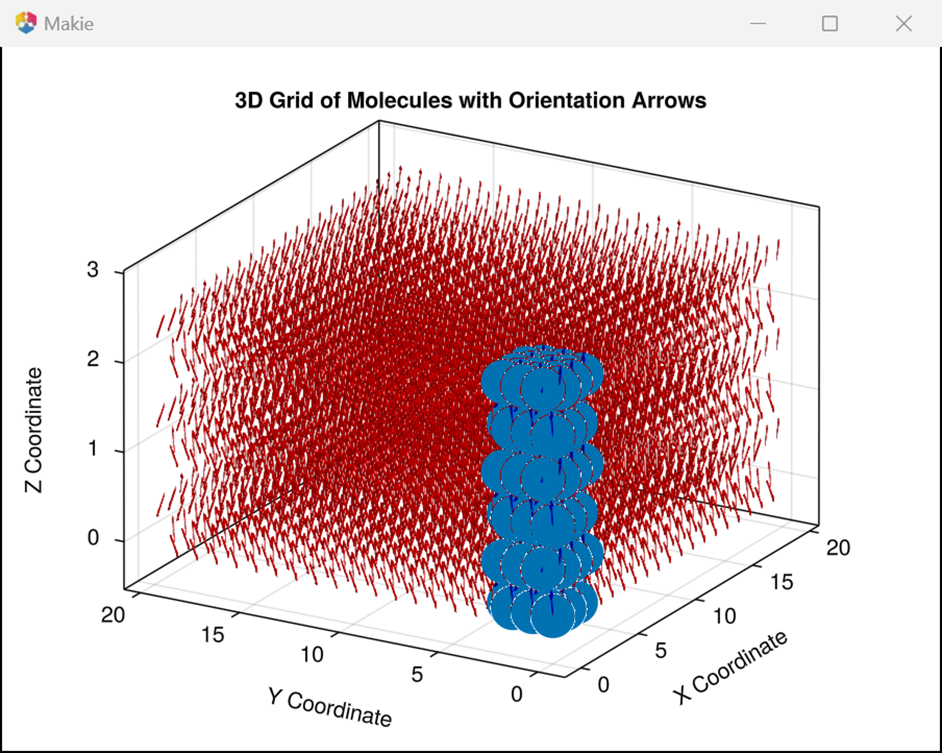 Makie
3D Grid of Molecules with Orientation Arrows
3
2
1
0
Z Coordinate
20
15
10
5
0
Y Coordinate
0
5
10
15
20
X Coordinate